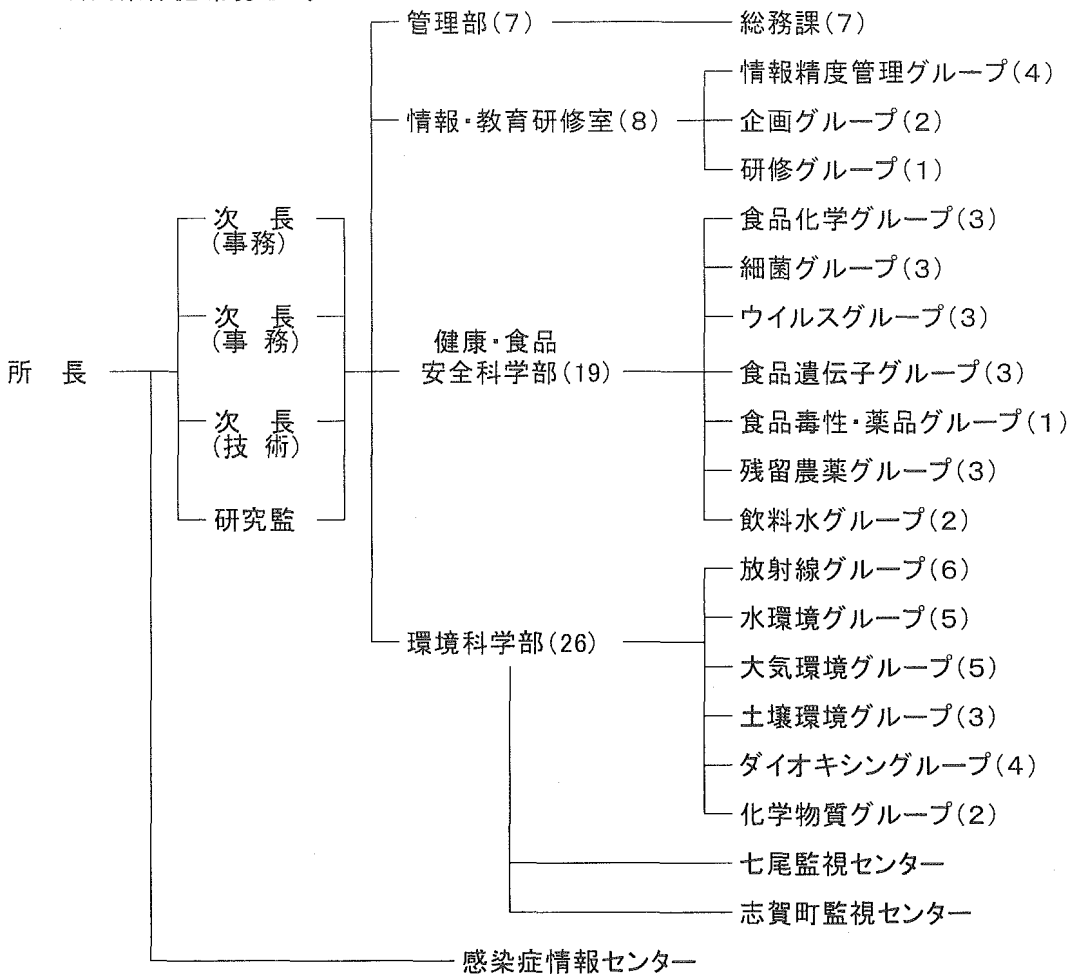 管理部(7)
総務課(7)
情報精度管理グループ(4)
情報・教育研修室(8)
企画グループ(2)
研修グループ(1)
次 長
(事務)
食品化学グループ(3)
細菌グループ(3)
次 長
(事 務)
ウイルスグループ(3)
健康・食品
安全科学部(19)
所 長
食品遺伝子グループ(3)
次 長
(技 術)
食品毒性・薬品グループ(1)
残留農薬グループ(3)
研究監
飲料水グループ(2)
放射線グループ(6)
水環境グループ(5)
環境科学部(26)
大気環境グループ(5)
土壌環境グループ(3)
ダイオキシングループ(4)
化学物質グループ(2)
七尾監視センター
志賀町監視センター
感染症情報センター